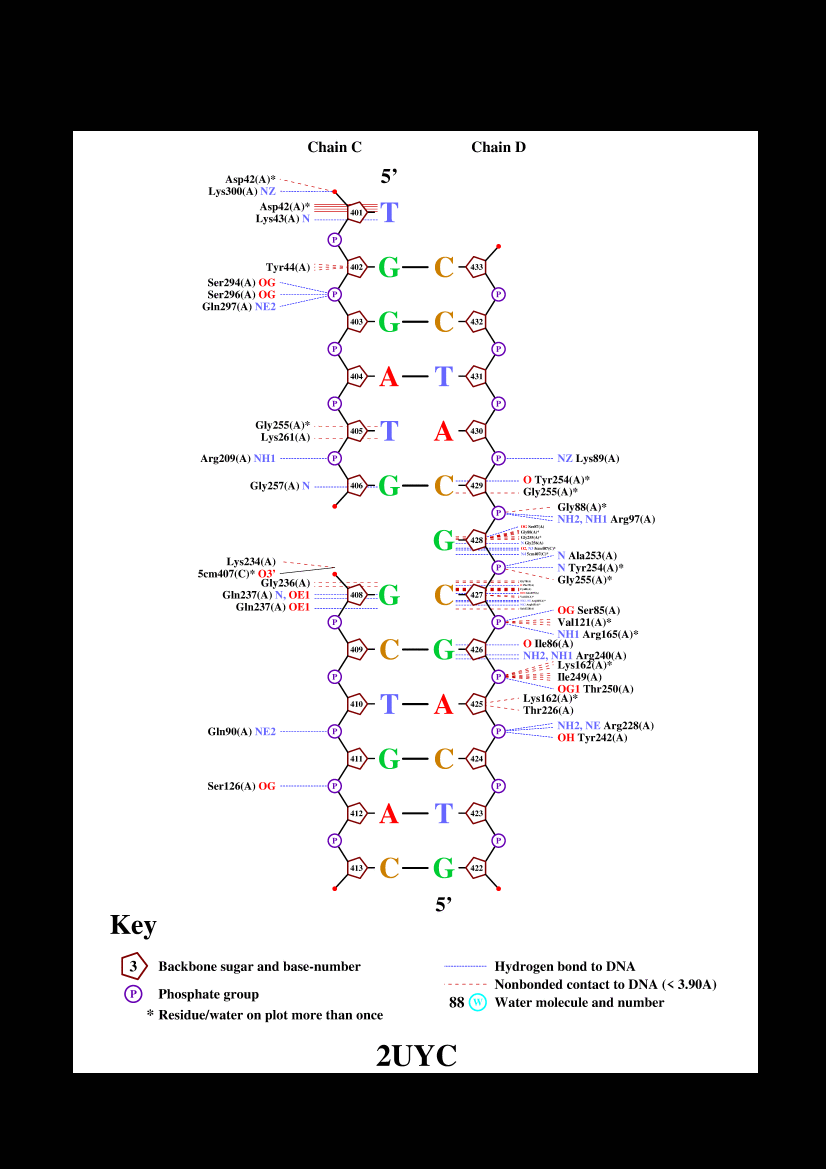 Chain C Chain D
5’
Asp42(A)*
Lys300(A) NZ
Asp42(A)*
Lys43(A) N
401 T
P
Tyr44(A) 402 G C 433
Ser294(A) OG
Ser296(A) OG P P
Gln297(A) NE2
403 G C 432
P P
404 A T 431
P P
Gly255(A)*
405 T A 430
Lys261(A)
Arg209(A) NH1 P P NZ Lys89(A)
O Tyr254(A)*
Gly257(A) N 406 G C 429
Gly255(A)*
Gly88(A)*
P
NH2, NH1 Arg97(A)
G 428
N Ala253(A)
Lys234(A) P N Tyr254(A)*
5cm407(C)* O3’
Gly255(A)*
Gly236(A)
Gln237(A) N, OE1 408 G C 427
Gln237(A) OE1
OG Ser85(A)
P P Val121(A)*
NH1 Arg165(A)*
O Ile86(A)
409 C G 426
NH2, NH1 Arg240(A)
Lys162(A)*
P P Ile249(A)
OG1 Thr250(A)
Lys162(A)*
410 T A 425
Thr226(A)
NH2, NE Arg228(A)
Gln90(A) NE2 P P
OH Tyr242(A)
411 G C 424
Ser126(A) OG P P
412 A T 423
P P
413 C G 422
5’
Key
3 Backbone sugar and base-number
P Phosphate group
* Residue/water on plot more than once
Hydrogen bond to DNA
Nonbonded contact to DNA (< 3.90A)
88 W Water molecule and number
2UYC